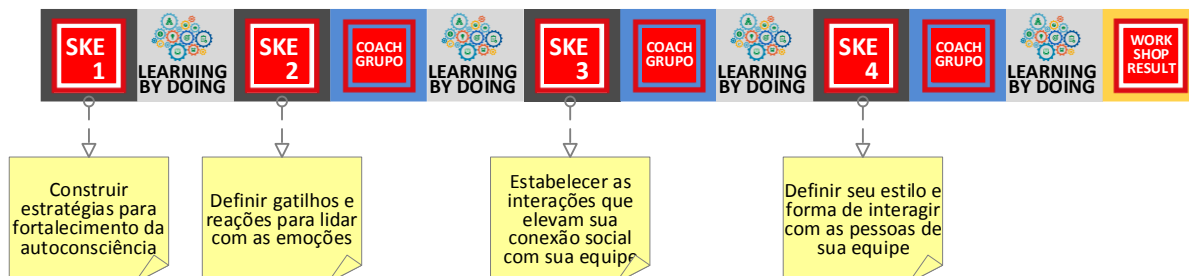 SKE
1
LEARNING
BY DOING
SKE
2
COACH
GRUPO
LEARNING
BY DOING
SKE
3
COACH
GRUPO
LEARNING
BY DOING
SKE
4
COACH
GRUPO
LEARNING
BY DOING
WORK
SHOP
RESULT
Construir
estratégias para
fortalecimento da
autoconsciência
Definir gatilhos e
reações para lidar
com as emoções
Estabelecer as
interações que
elevam sua
conexão social
com sua equipe
Definir seu estilo e
forma de interagir
com as pessoas de
sua equipe